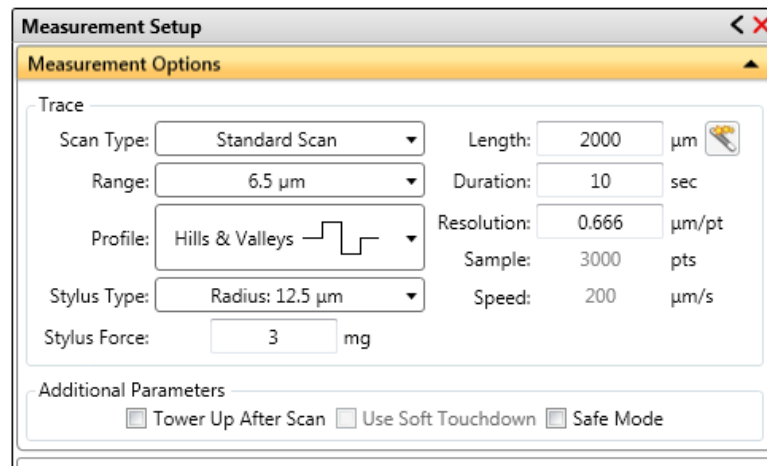 Measurement Setup
Measurement Options
Trace
Scan Type: Standard Scan Length: 2000 µm
Range: 6.5 µm Duration: 10 sec
Profile: Hills & Valleys Resolution: 0.666 µm/pt
Sample: 3000 pts
Stylus Type: Radius: 12.5 µm Speed: 200 µm/s
Stylus Force: 3 mg
Additional Parameters
Tower Up After Scan Use Soft Touchdown Safe Mode